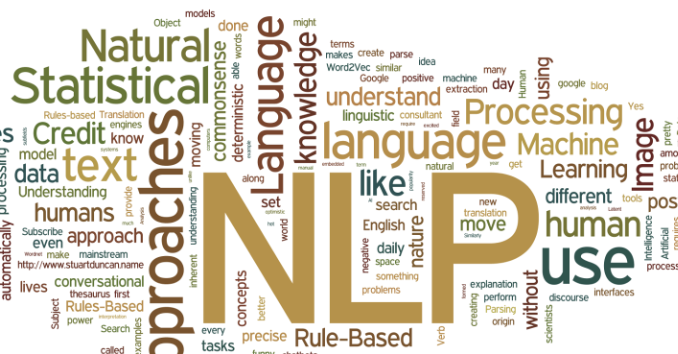 models
Object
done
might
Natural
Language
knowledge
terms
makes
create
parse
idea
Word2Vec
similar
Statistical
commonsense
able
words
deterministic
Google
positive
machine
extraction
many
day
Human
using
google
blog
understand
linguistic
consultant
field
Processing
Yes
Rules-based
Translation
engines
Credit
know
approaches
moving
language
Machine
Image
pretty
processing
model
text
data
natural
get
Learning
Understanding
provide
along
like
different
tools
humans
understanding
set
search
new
translation
human
NLP
English
nature
move
Similarly
use
automatically
Subscribe
even
approach
world
daily
space
negative
without
Intelligence
Artificial
requires
Wordnet
make
mainstream
http://www.stuartduncan.name
inherent
something
problems
lives
conversational
thesaurus
first
concepts
better
explanation
perform
Parsing
origin
creating
discourse
interfaces
scientists
Subject
Rules-Based
power
interpretation
Search
examples
every
tasks
precise
Rule-Based
Verb
called